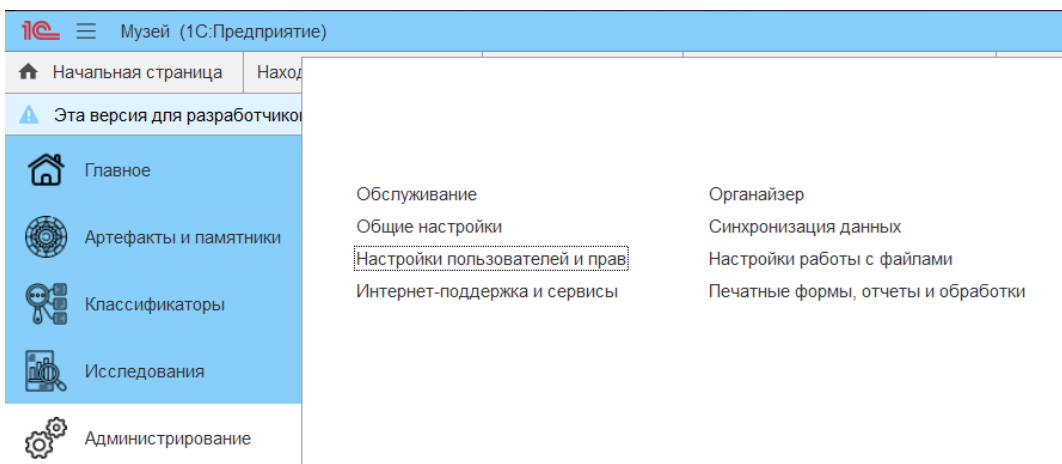 1С Музей (1С:Предприятие)
Начальная страница Наход
Эта версия для разработчиков
Главное
Артефакты и памятники
Классификаторы
Исследования
Администрирование
Обслуживание Органайзер
Общие настройки Синхронизация данных
Настройки пользователей и прав Настройки работы с файлами
Интернет-поддержка и сервисы Печатные формы, отчеты и обработки